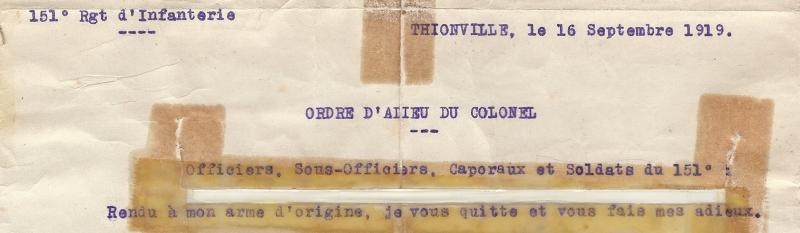 151° Rgt d'Infanterie
----
THIONVILLE, le 16 Septembre 1919.
ORDRE D'ADIEU DU COLONEL
---
Officiers, Sous-Officiers, Caporaux et Soldats du 151° :
Rendu à mon arme d'origine, je vous quitte et vous fais mes adieux.